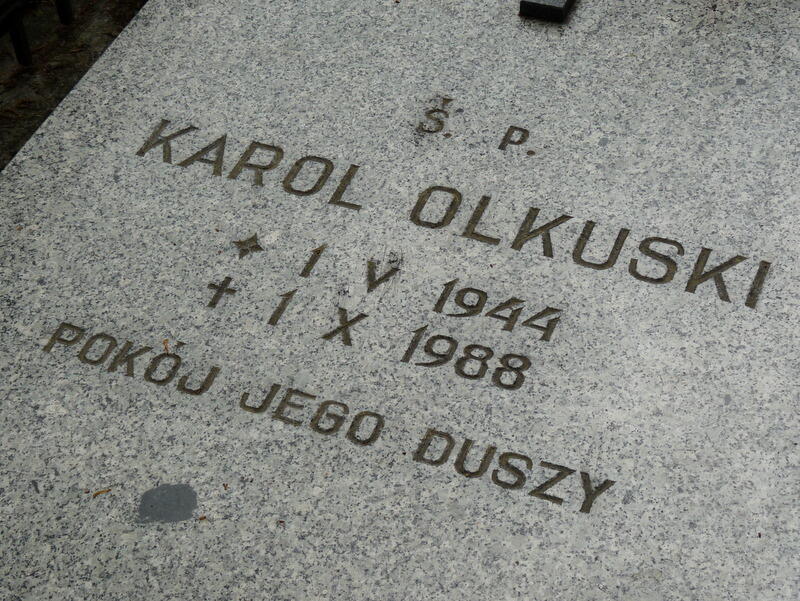 Ś. P.
KAROL OLKUSKI
✦ 1 V 1944
✝ 1 X 1988
POKÓJ JEGO DUSZY